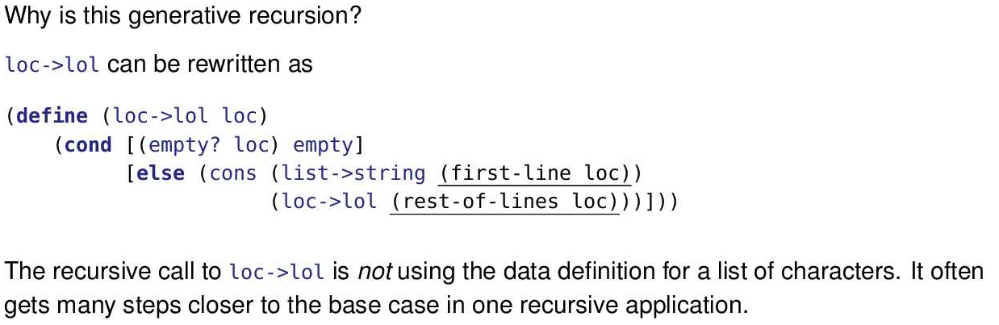 Why is this generative recursion?
loc->lol can be rewritten as
(define (loc->lol loc)
    (cond [(empty? loc) empty]
          [else (cons (list->string (first-line loc))
                      (loc->lol (rest-of-lines loc)))]))
The recursive call to loc->lol is not using the data definition for a list of characters. It often
gets many steps closer to the base case in one recursive application.